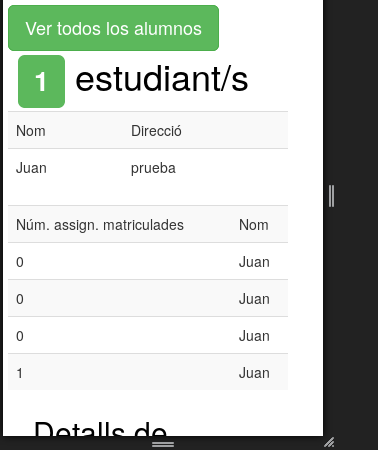 Ver todos los alumnos
1 estudiant/s
Nom Direcció
Juan prueba
Núm. assign. matriculades Nom
0 Juan
0 Juan
0 Juan
1 Juan
Detalls de